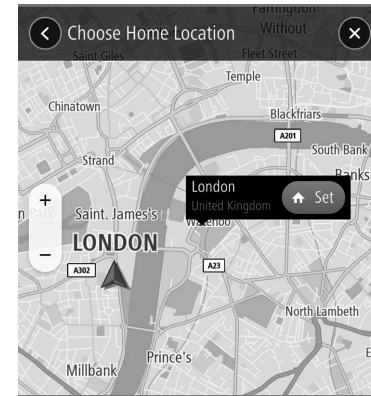 Farringdon
Without
Choose Home Location
Saint Giles
Fleet Street
Temple
Chinatown
Blackfriars
A201
South Bank
Strand
Banks
London
United Kingdom
Set
Park
Saint. James's
Waterloo
LONDON
A302
A23
North Lambeth
Prince's
Millbank